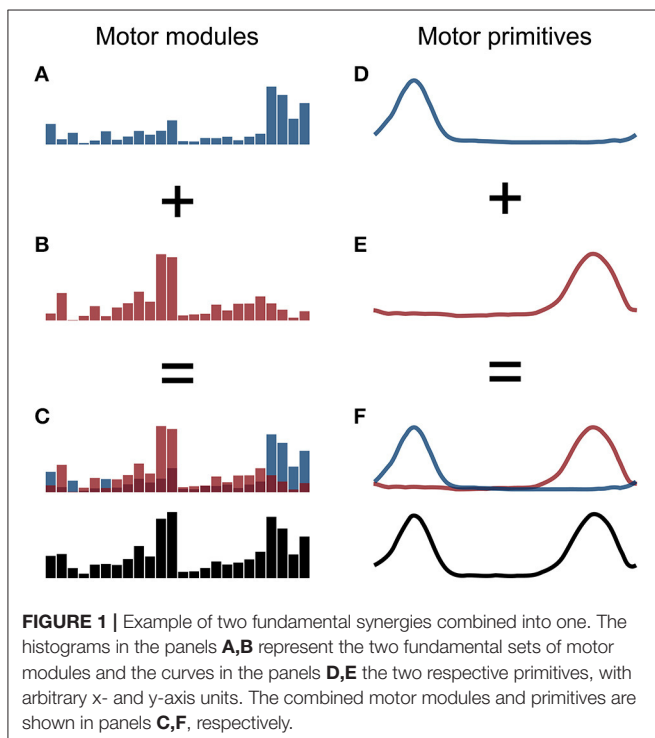 Motor modules
Motor primitives
A
D
+
+
B
E
=
=
C
F
FIGURE 1 | Example of two fundamental synergies combined into one. The
histograms in the panels A,B represent the two fundamental sets of motor
modules and the curves in the panels D,E the two respective primitives, with
arbitrary x- and y-axis units. The combined motor modules and primitives are
shown in panels C,F, respectively.